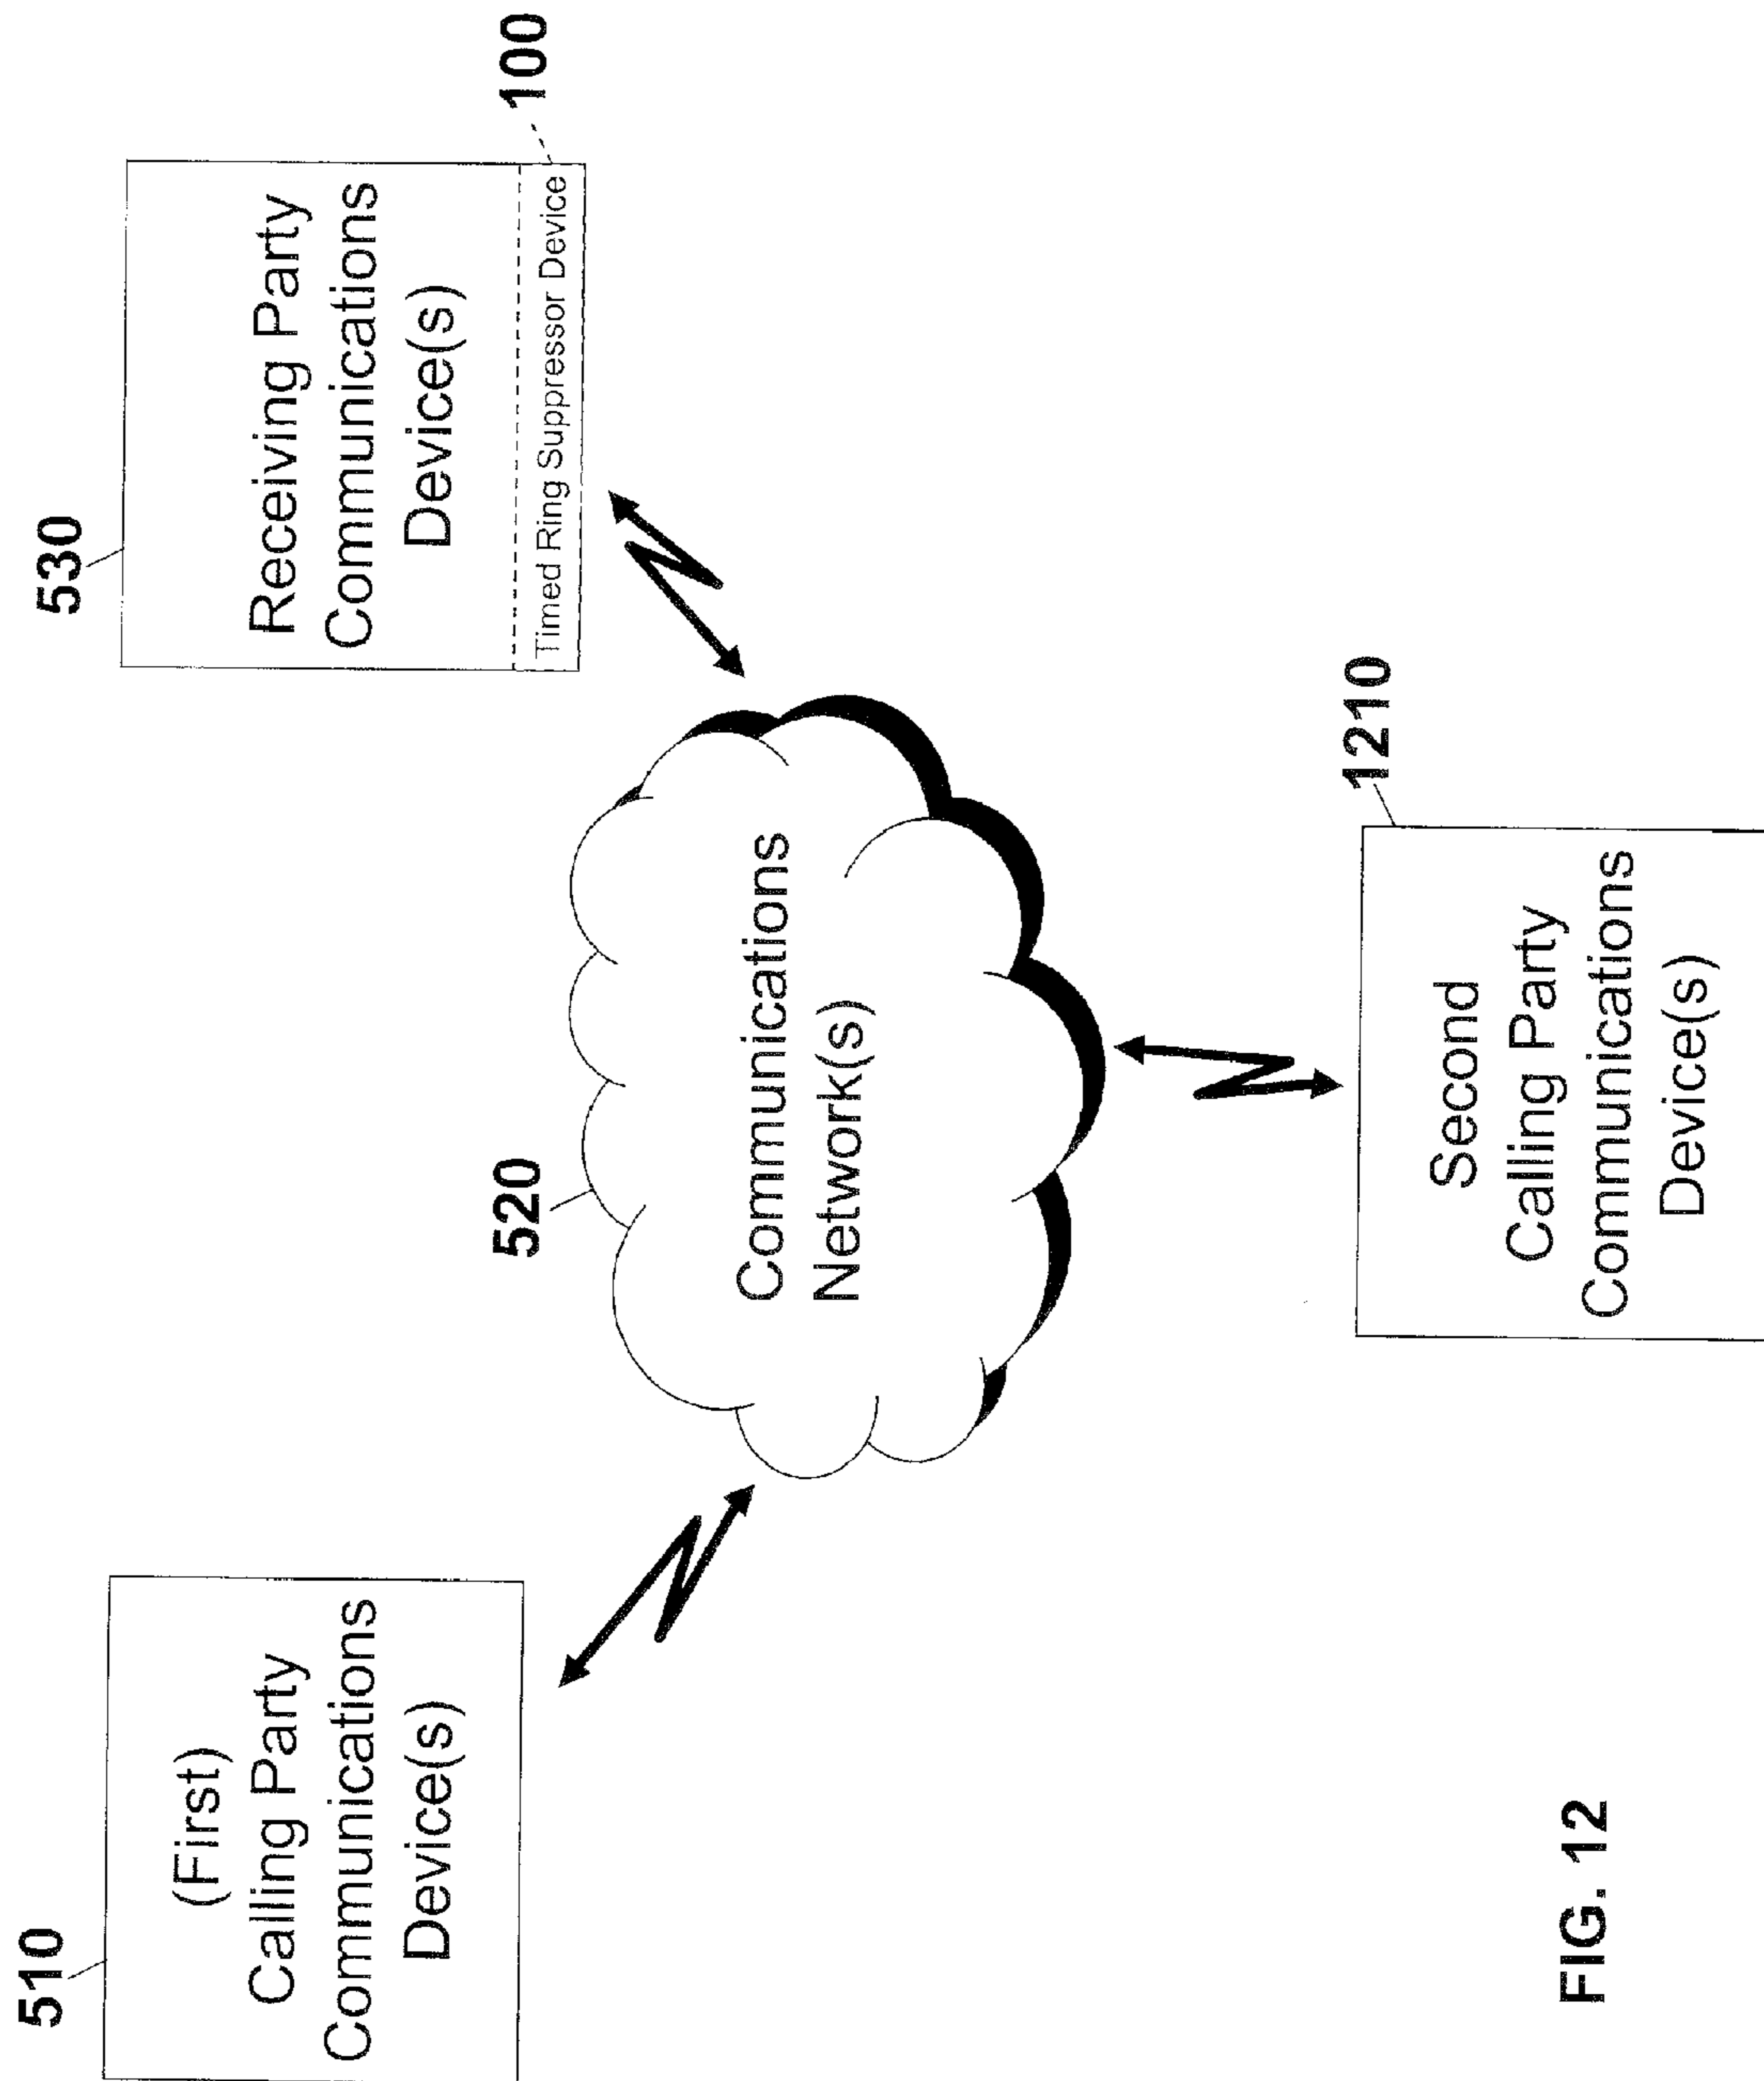 510
(First)
Calling Party
Communications
Device(s)
520
Communications
Network(s)
530
Receiving Party
Communications
Device(s)
Timed Ring Suppressor Device
100
1210
Second
Calling Party
Communications
Device(s)
FIG. 12